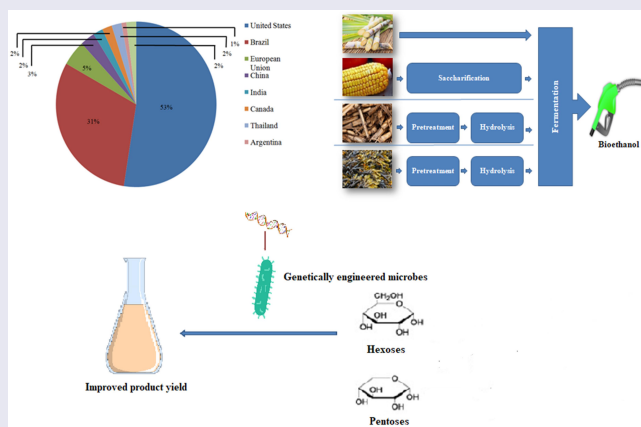 United States
Brazil
European
Union
China
India
Canada
Thailand
Argentina
2%
2%
2%
3%
5%
53%
1%
2%
2%
Saccharification
Pretreatment
Hydrolysis
Pretreatment
Hydrolysis
Fermentation
Bioethanol
Genetically engineered microbes
CH₂OH
O
OH
OH
OH
OH
Hexoses
Improved product yield
O
OH
OH
OH
OH
Pentoses